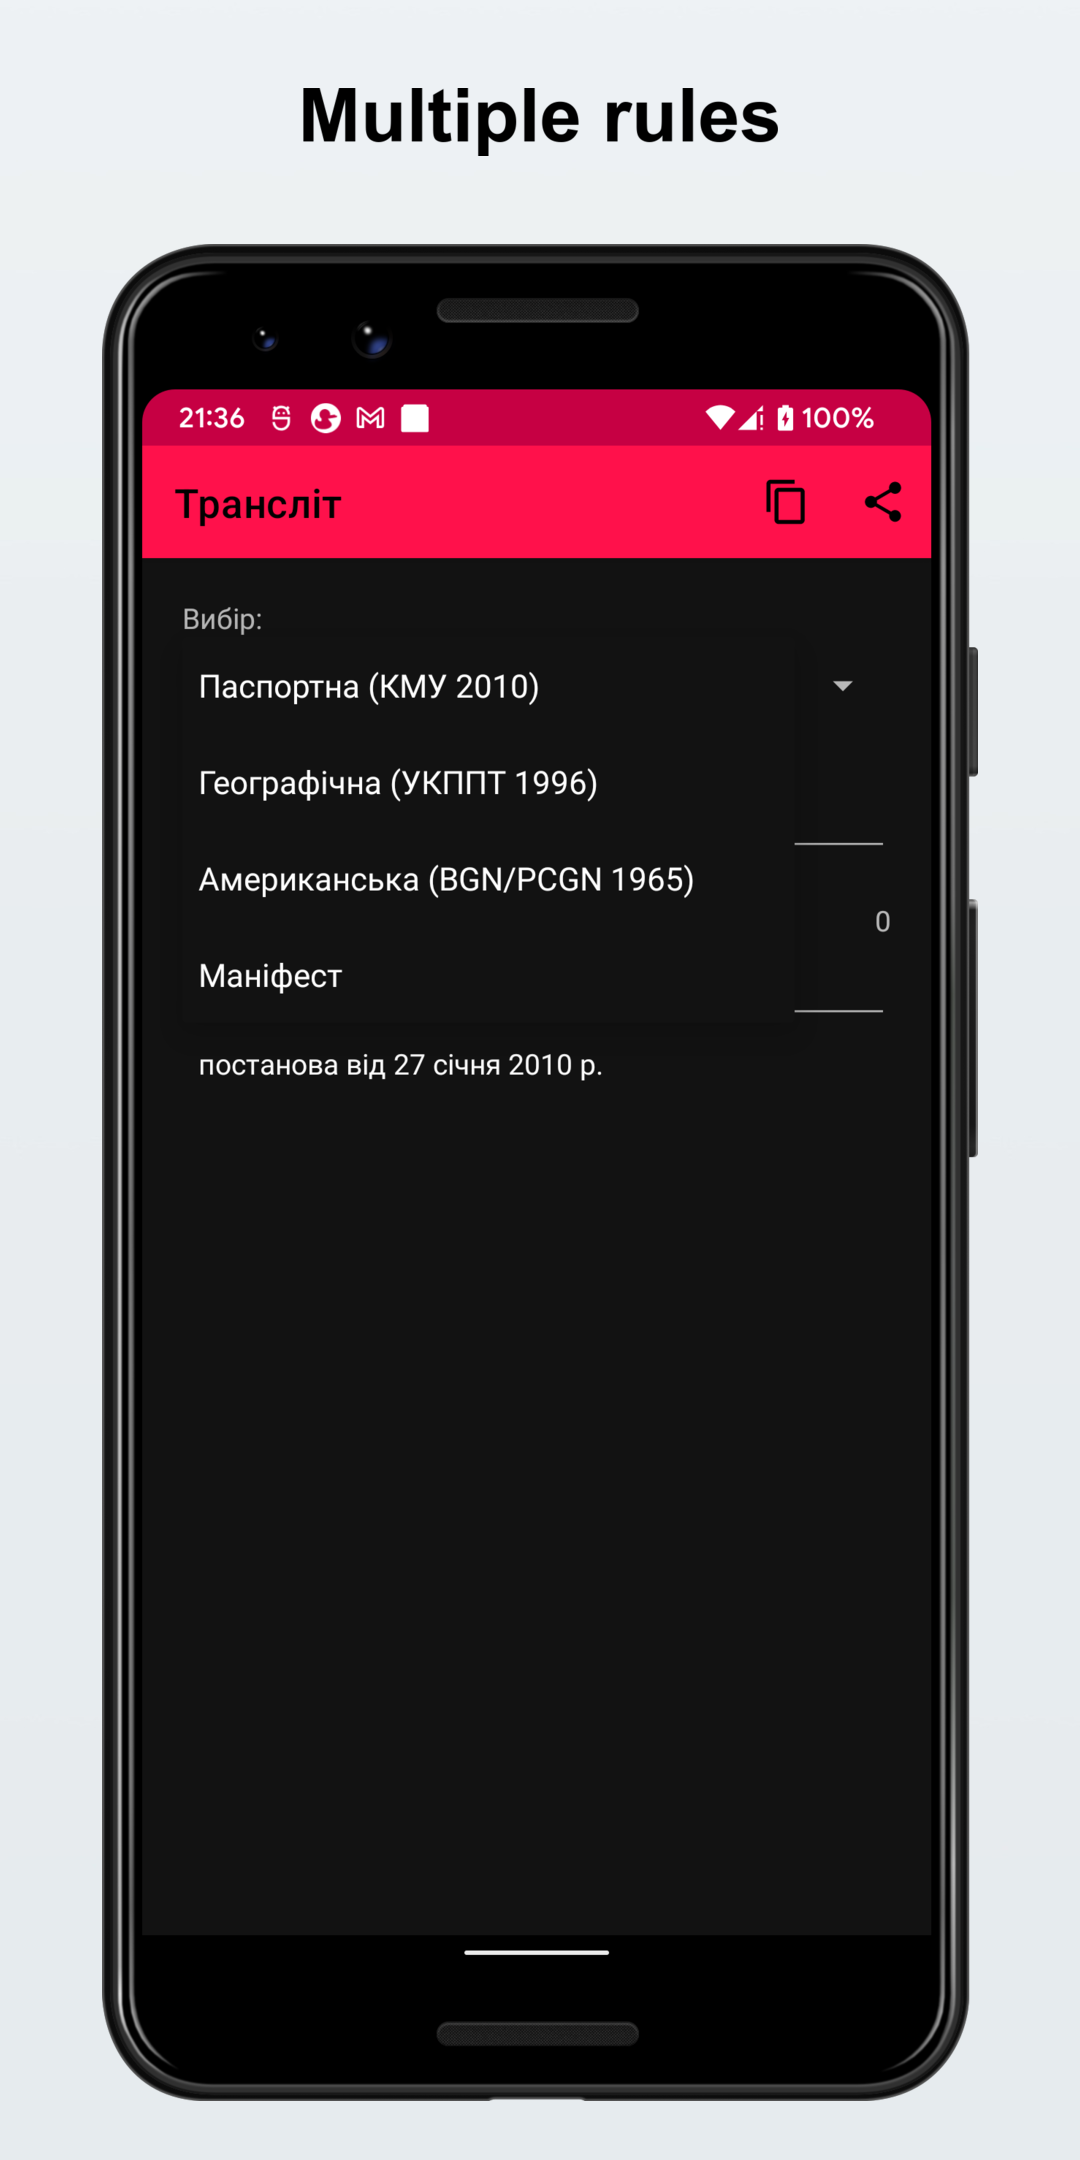 Multiple rules
21:36
100%
Трансліт
Вибір:
Паспортна (КМУ 2010)
Географічна (УКППТ 1996)
Американська (BGN/PCGN 1965)
0
Маніфест
постанова від 27 січня 2010 р.